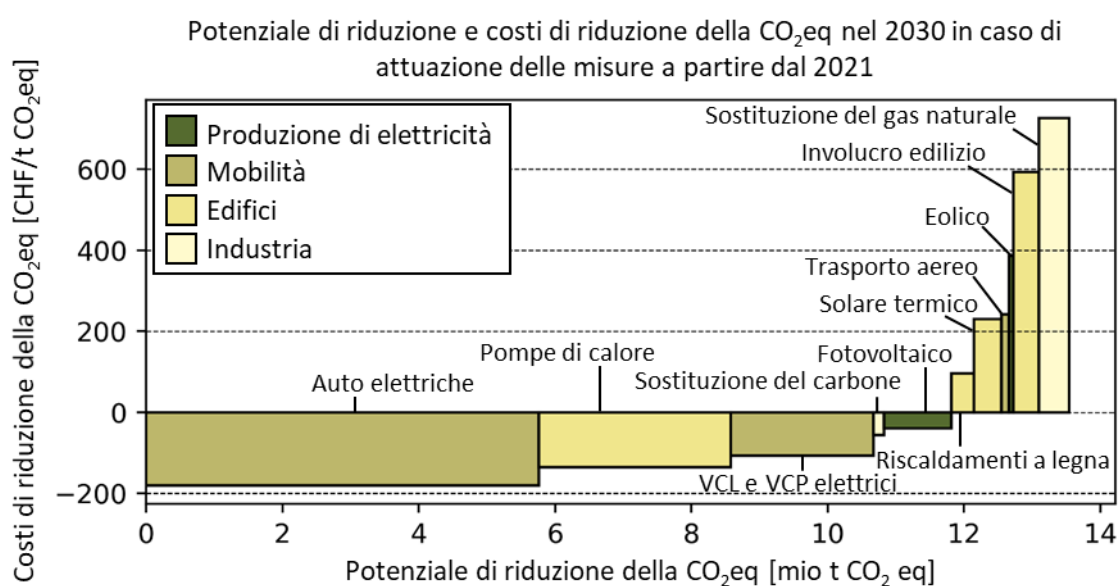 Potenziale di riduzione e costi di riduzione della CO₂eq nel 2030 in caso di
attuazione delle misure a partire dal 2021
Costi di riduzione della CO₂eq [CHF/t CO₂eq]
Produzione di elettricità
Mobilità
Edifici
Industria
Sostituzione del gas naturale
Involucro edilizio
Eolico
Trasporto aereo
Solare termico
Pompe di calore
Fotovoltaico
Auto elettriche
Sostituzione del carbone
Riscaldamenti a legna
VCL e VCP elettrici
600
400
200
0
−200
0 2 4 6 8 10 12 14
Potenziale di riduzione della CO₂eq [mio t CO₂ eq]